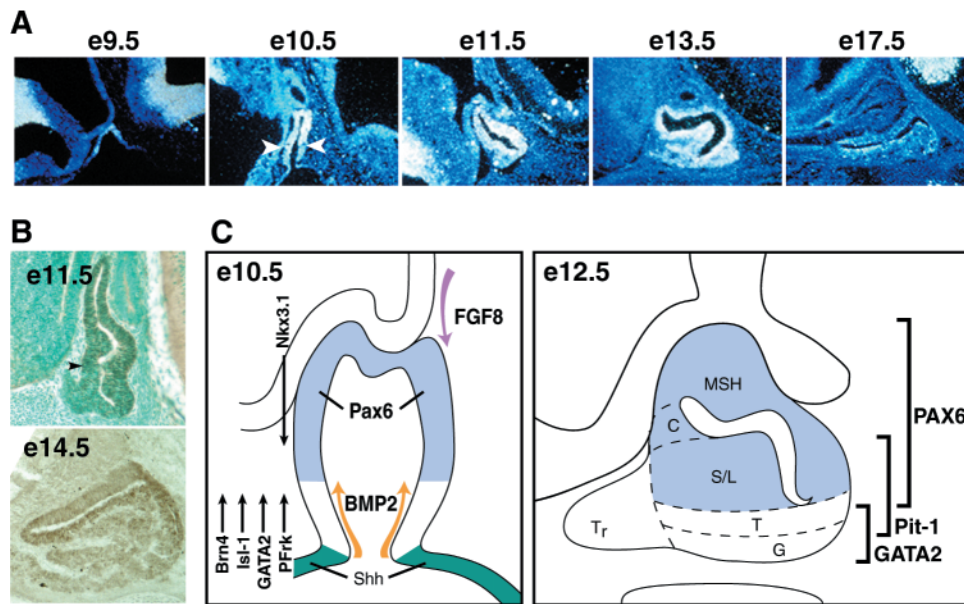 A
e9.5 e10.5 e11.5 e13.5 e17.5
B
e11.5
e14.5
C
e10.5
Nkx3.1
FGF8
Pax6
BMP2
Brn4
Isl-1
GATA2
PFrk
Shh
e12.5
MSH
C
S/L
Tr
T
G
PAX6
Pit-1
GATA2